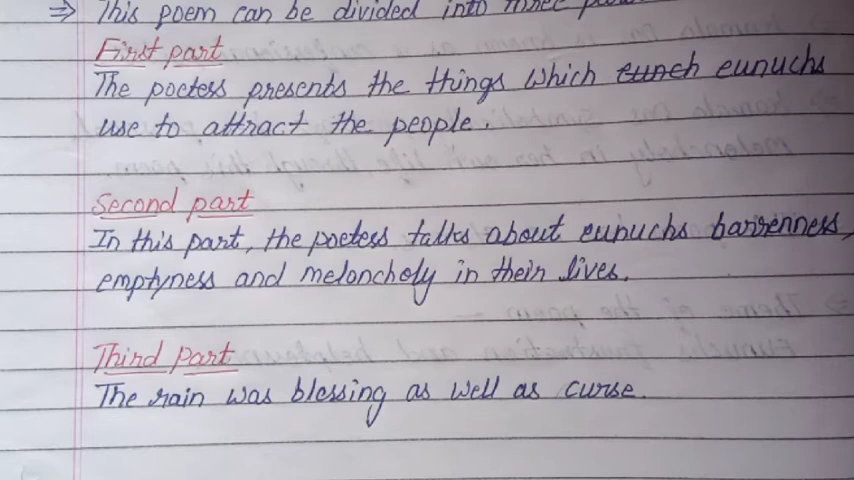 ⇒ This poem can be divided into three
First part
The poetess presents the things which eunch eunuchs
use to attract the people.
Second part
In this part, the poetess talks about eunuchs barrenness,
emptyness and meloncholy in their lives.
Third Part
The rain was blessing as well as curse.